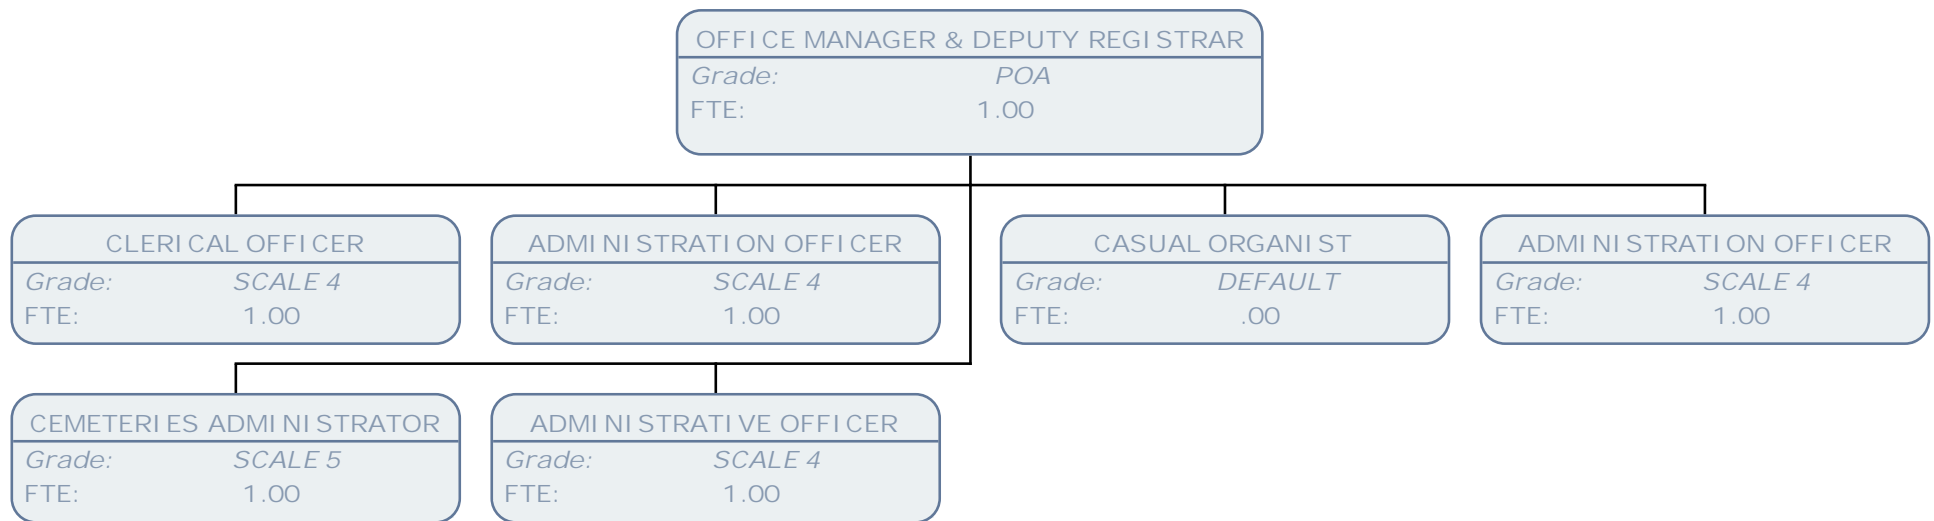 OFFICE MANAGER & DEPUTY REGISTRAR
Grade: POA
FTE: 1.00
CLERICAL OFFICER
Grade: SCALE 4
FTE: 1.00
ADMINISTRATION OFFICER
Grade: SCALE 4
FTE: 1.00
CASUAL ORGANIST
Grade: DEFAULT
FTE: .00
ADMINISTRATION OFFICER
Grade: SCALE 4
FTE: 1.00
CEMETERIES ADMINISTRATOR
Grade: SCALE 5
FTE: 1.00
ADMINISTRATIVE OFFICER
Grade: SCALE 4
FTE: 1.00